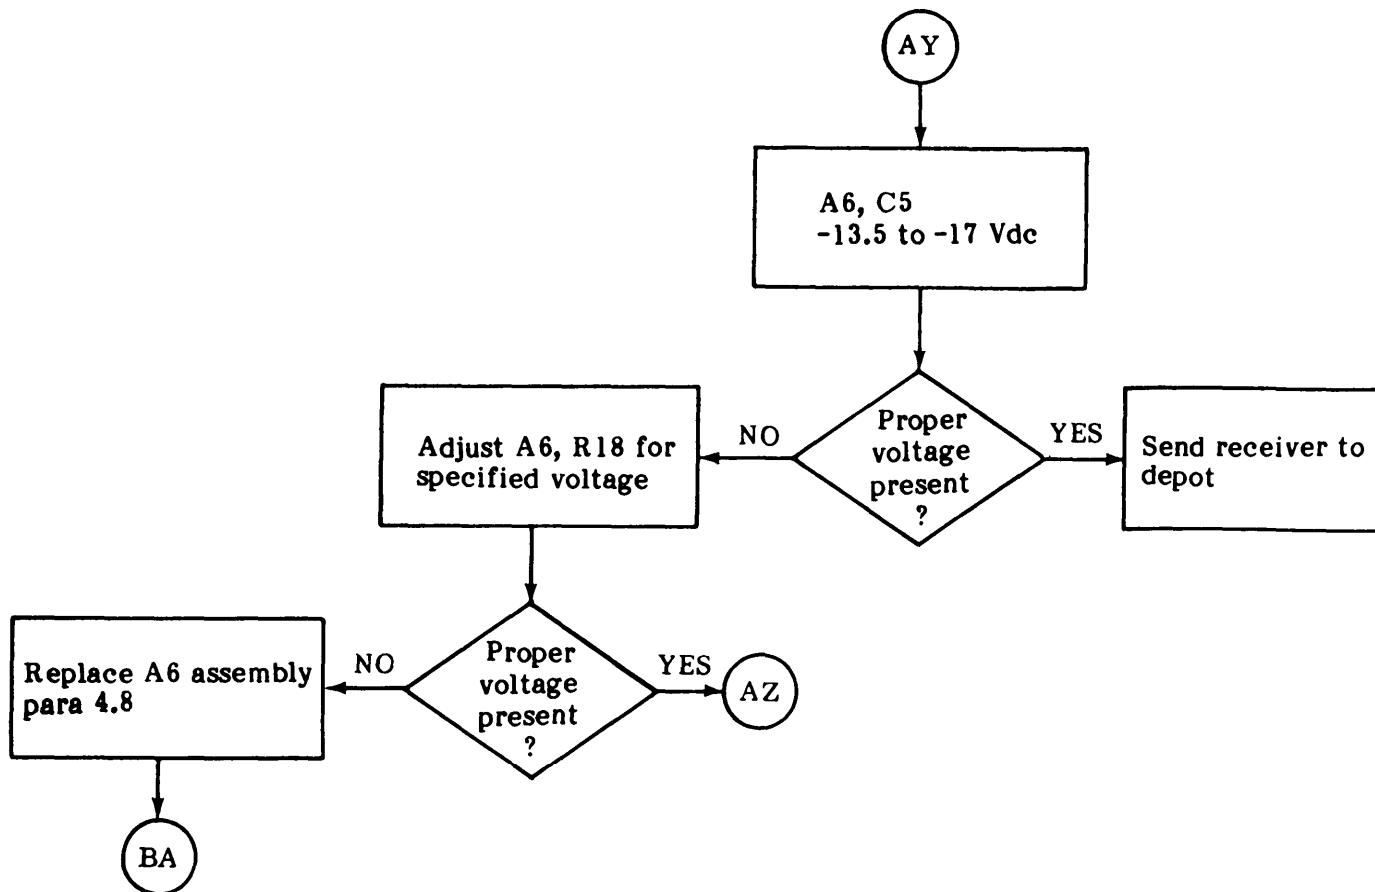 AY
A6, C5
-13.5 to -17 Vdc
Proper
voltage
present
?
NO
YES
Adjust A6, R18 for
specified voltage
Send receiver to
depot
Proper
voltage
present
?
NO
YES
Replace A6 assembly
para 4.8
AZ
BA